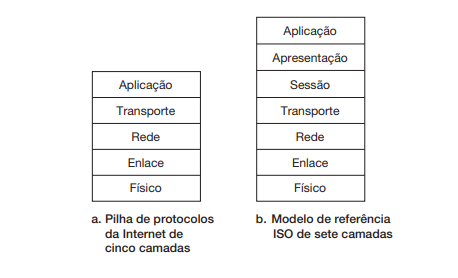 Aplicação
Transporte
Rede
Enlace
Físico
a. Pilha de protocolos
da Internet de
cinco camadas
Aplicação
Apresentação
Sessão
Transporte
Rede
Enlace
Físico
b. Modelo de referência
ISO de sete camadas